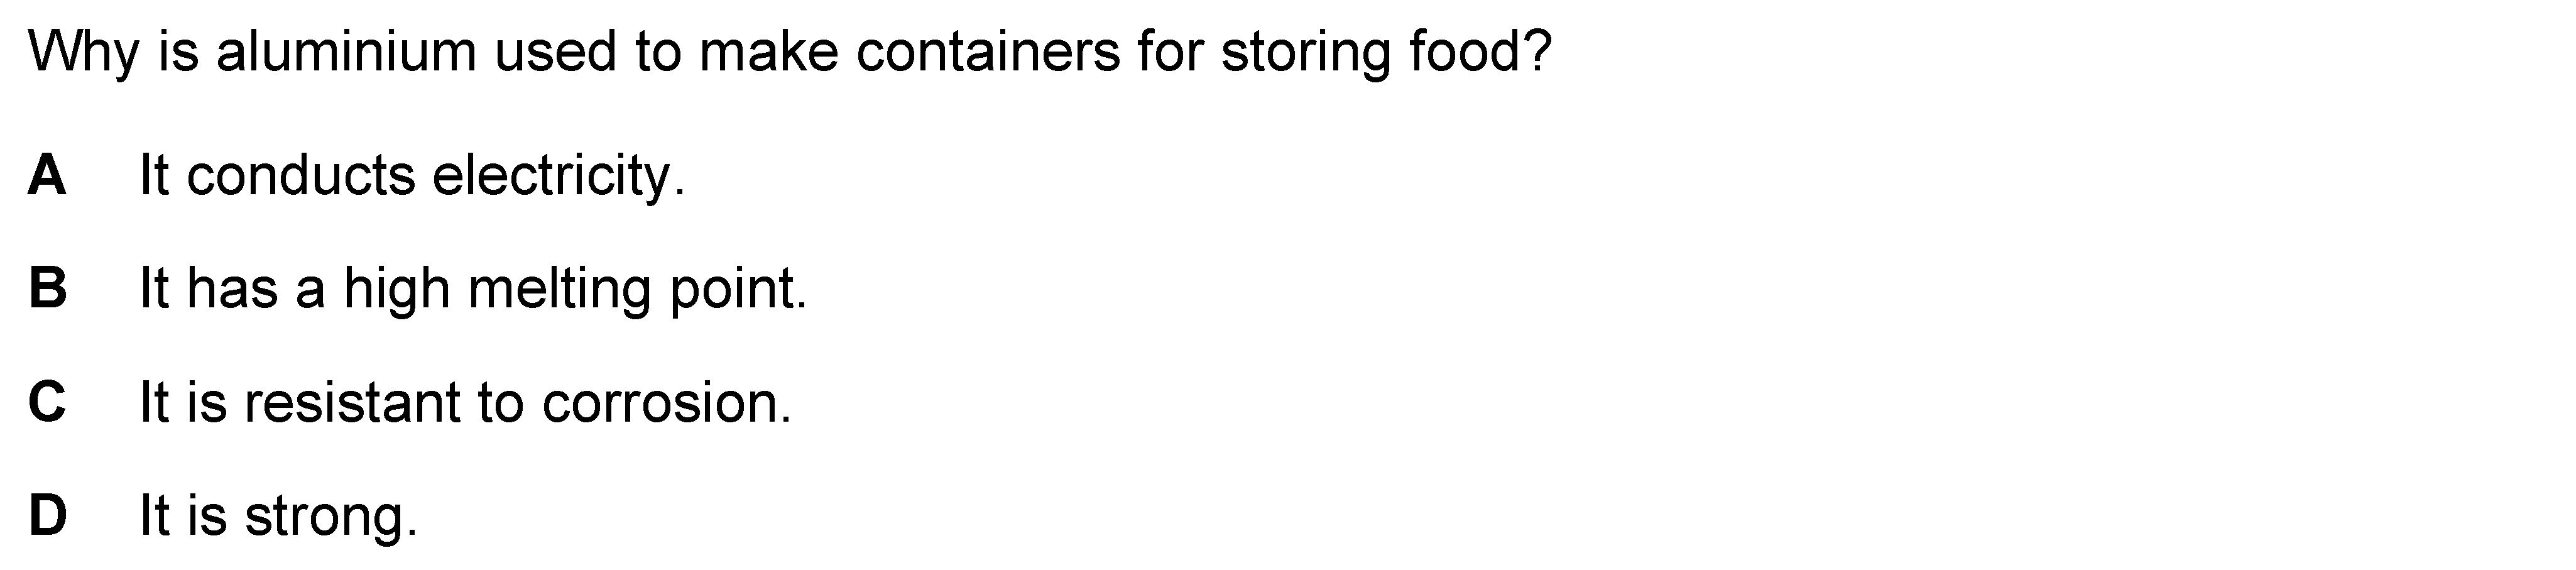 Why is aluminium used to make containers for storing food?
A It conducts electricity.
B It has a high melting point.
C It is resistant to corrosion.
D It is strong.